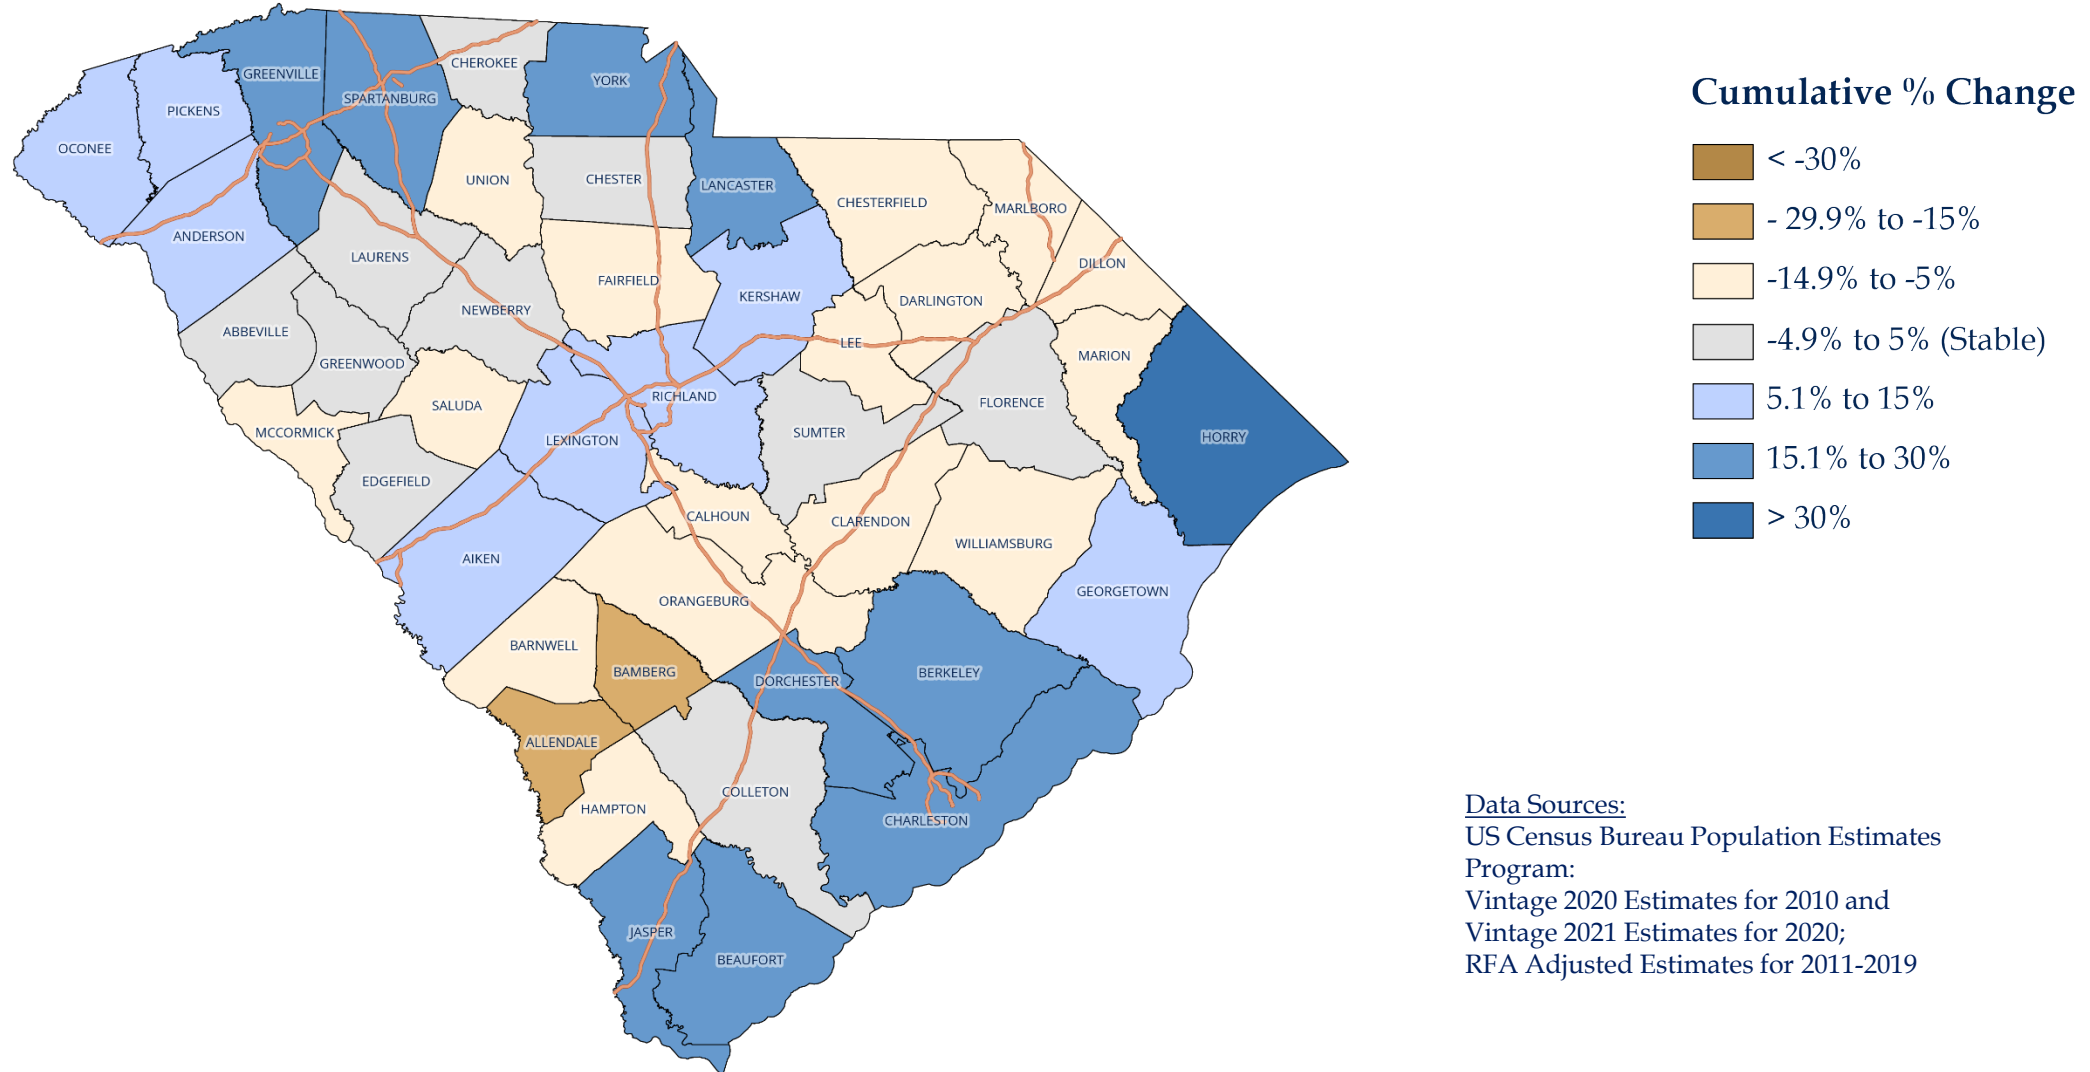 CHEROKEE
GREENVILLE
YORK
SPARTANBURG
PICKENS
OCONEE
UNION
CHESTER
LANCASTER
CHESTERFIELD
MARLBORO
ANDERSON
LAURENS
DILLON
FAIRFIELD
KERSHAW
DARLINGTON
NEWBERRY
ABBEVILLE
LEE
MARION
GREENWOOD
RICHLAND
FLORENCE
SALUDA
MCCORMICK
SUMTER
HORRY
LEXINGTON
EDGEFIELD
CALHOUN
CLARENDON
WILLIAMSBURG
AIKEN
GEORGETOWN
ORANGEBURG
BARNWELL
BAMBERG
BERKELEY
DORCHESTER
ALLENDALE
COLLETON
HAMPTON
CHARLESTON
JASPER
BEAUFORT
Cumulative % Change
< -30%
- 29.9% to -15%
-14.9% to -5%
-4.9% to 5% (Stable)
5.1% to 15%
15.1% to 30%
> 30%
Data Sources:
US Census Bureau Population Estimates
Program:
Vintage 2020 Estimates for 2010 and
Vintage 2021 Estimates for 2020;
RFA Adjusted Estimates for 2011-2019